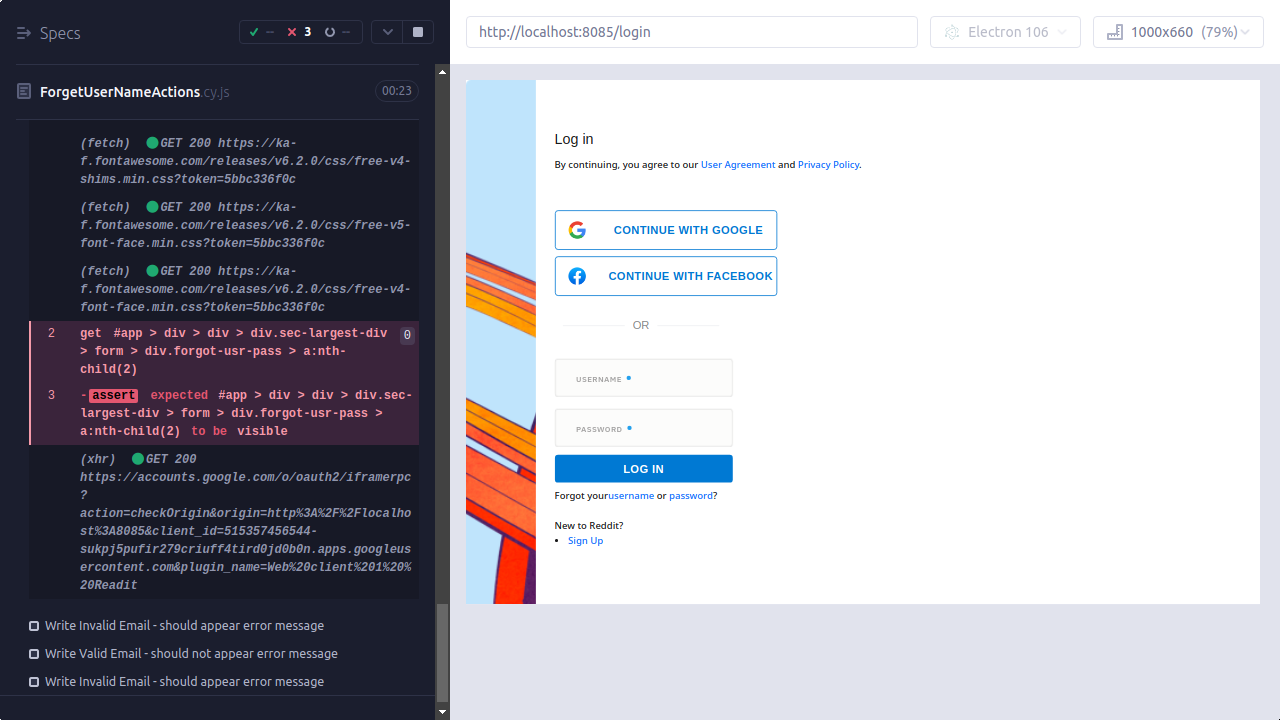 Specs
--
3
--
http://localhost:8085/login
Electron 106
1000x660 (79%)
ForgetUserNameActions.cy.js
00:23
(fetch) GET 200 https://ka-
f.fontawesome.com/releases/v6.2.0/css/free-v4-
shims.min.css?token=5bbc336f0c
(fetch) GET 200 https://ka-
f.fontawesome.com/releases/v6.2.0/css/free-v5-
font-face.min.css?token=5bbc336f0c
(fetch) GET 200 https://ka-
f.fontawesome.com/releases/v6.2.0/css/free-v4-
font-face.min.css?token=5bbc336f0c
2 get #app > div > div > div.sec-largest-div 0
> form > div.forgot-usr-pass > a:nth-
child(2)
3 -assert expected #app > div > div > div.sec-
largest-div > form > div.forgot-usr-pass >
a:nth-child(2) to be visible
(xhr) GET 200
https://accounts.google.com/o/oauth2/iframerpc
?
action=checkOrigin&origin=http%3A%2F%2Flocalho
st%3A8085&client_id=515357456544-
sukpj5pufir279criuff4tird0jd0b0n.apps.googleus
ercontent.com&plugin_name=Web%20client%201%20%
20Readit
Write Invalid Email - should appear error message
Write Valid Email - should not appear error message
Write Invalid Email - should appear error message
Log in
By continuing, you agree to our User Agreement and Privacy Policy.
CONTINUE WITH GOOGLE
CONTINUE WITH FACEBOOK
OR
USERNAME
PASSWORD
LOG IN
Forgot yourusername or password?
New to Reddit?
• Sign Up